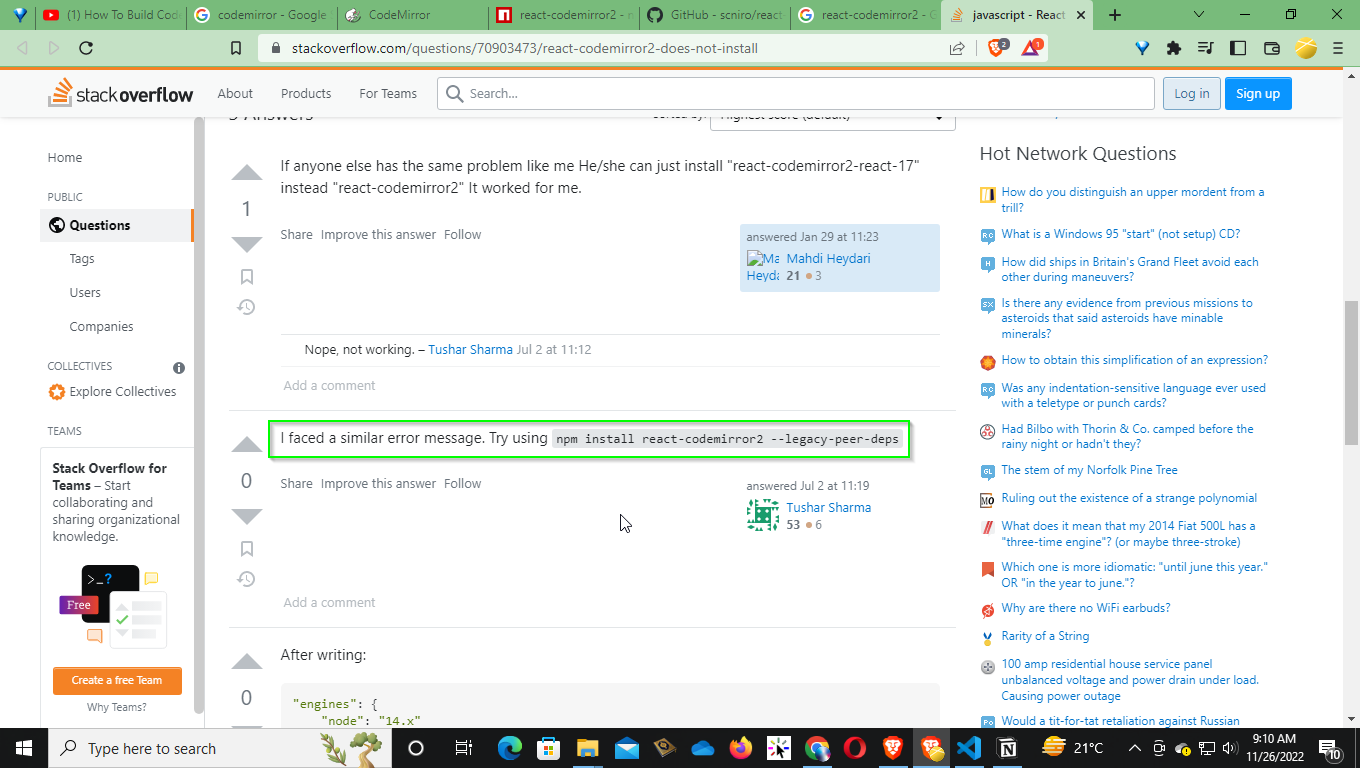 (1) How To Build Cod
codemirror - Google
CodeMirror
react-codemirror2 - n
GitHub - scniro/react
react-codemirror2 - G
javascript - React
stackoverflow.com/questions/70903473/react-codemirror2-does-not-install
2
1
stackoverflow
About
Products
For Teams
Search...
Log in
Sign up
Answers
Sorted by:
Highest score (default)
Home
PUBLIC
Questions
Tags
Users
Companies
COLLECTIVES
Explore Collectives
TEAMS
Stack Overflow for
Teams – Start
collaborating and
sharing organizational
knowledge.
>_?
Free
Create a free Team
Why Teams?
If anyone else has the same problem like me He/she can just install "react-codemirror2-react-17"
instead "react-codemirror2" It worked for me.
1
Share Improve this answer Follow
answered Jan 29 at 11:23
Ma
Heyda
Mahdi Heydari
21 3
Nope, not working. – Tushar Sharma Jul 2 at 11:12
Add a comment
I faced a similar error message. Try using npm install react-codemirror2 --legacy-peer-deps
0
Share Improve this answer Follow
answered Jul 2 at 11:19
Tushar Sharma
53 6
Add a comment
After writing:
0
"engines": {
"node": "14.x"
Hot Network Questions
How do you distinguish an upper mordent from a
trill?
What is a Windows 95 "start" (not setup) CD?
How did ships in Britain's Grand Fleet avoid each
other during maneuvers?
Is there any evidence from previous missions to
asteroids that said asteroids have minable
minerals?
How to obtain this simplification of an expression?
Was any indentation-sensitive language ever used
with a teletype or punch cards?
Had Bilbo with Thorin & Co. camped before the
rainy night or hadn't they?
The stem of my Norfolk Pine Tree
Ruling out the existence of a strange polynomial
What does it mean that my 2014 Fiat 500L has a
"three-time engine"? (or maybe three-stroke)
Which one is more idiomatic: "until june this year."
OR "in the year to june."?
Why are there no WiFi earbuds?
Rarity of a String
100 amp residential house service panel
unbalanced voltage and power drain under load.
Causing power outage
Would a tit-for-tat retaliation against Russian
Type here to search
21°C
9:10 AM
11/26/2022
10